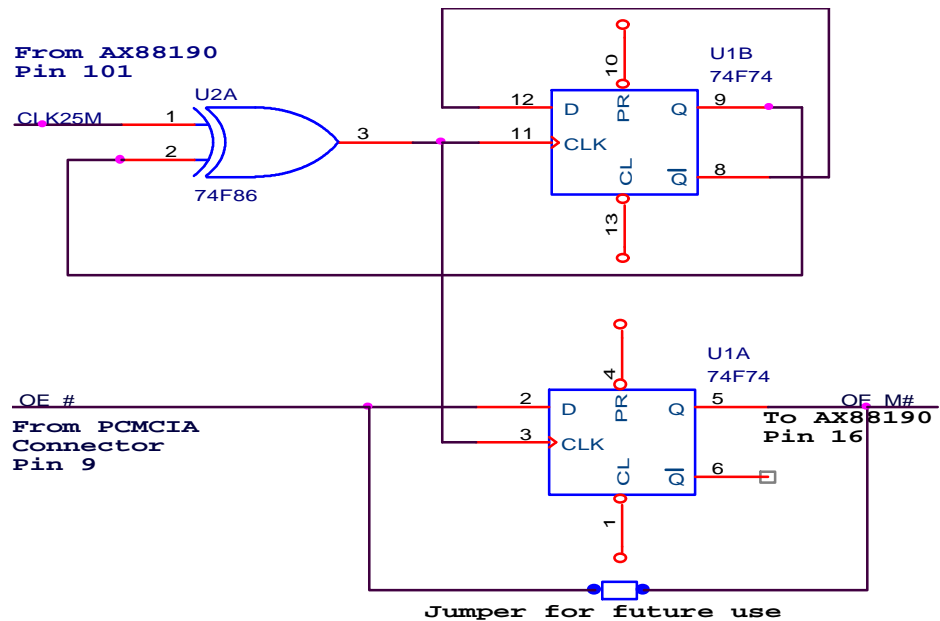 From AX88190
Pin 101
CLK25M
U2A
1
2
3
74F86
U1B
74F74
10
12
D
PR
Q
9
11
CLK
CL
Q
8
13
U1A
74F74
4
OE_#
2
D
PR
Q
5
OE_M#
From PCMCIA
Connector
Pin 9
To AX88190
Pin 16
3
CLK
CL
Q
6
1
Jumper for future use